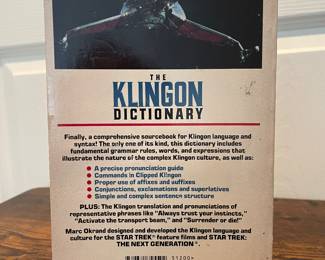 THE
KLINGON
DICTIONARY
Finally, a comprehensive sourcebook for Klingon language and
syntax! The only one of its kind, this dictionary includes
fundamental grammar rules, words, and expressions that
illustrate the nature of the complex Klingon culture, as well as:
• A precise pronunciation guide
• Commands in Clipped Klingon
• Proper use of affixes and suffixes
• Conjunctions, exclamations and superlatives
• Simple and complex sentence structure
PLUS: The Klingon translation and pronunciations of
representative phrases like "Always trust your instincts,"
"Activate the transport beam," and "Surrender or die!"
Marc Okrand designed and developed the Klingon language and
culture for the STAR TREK® feature films and STAR TREK:
THE NEXT GENERATION®.
51200